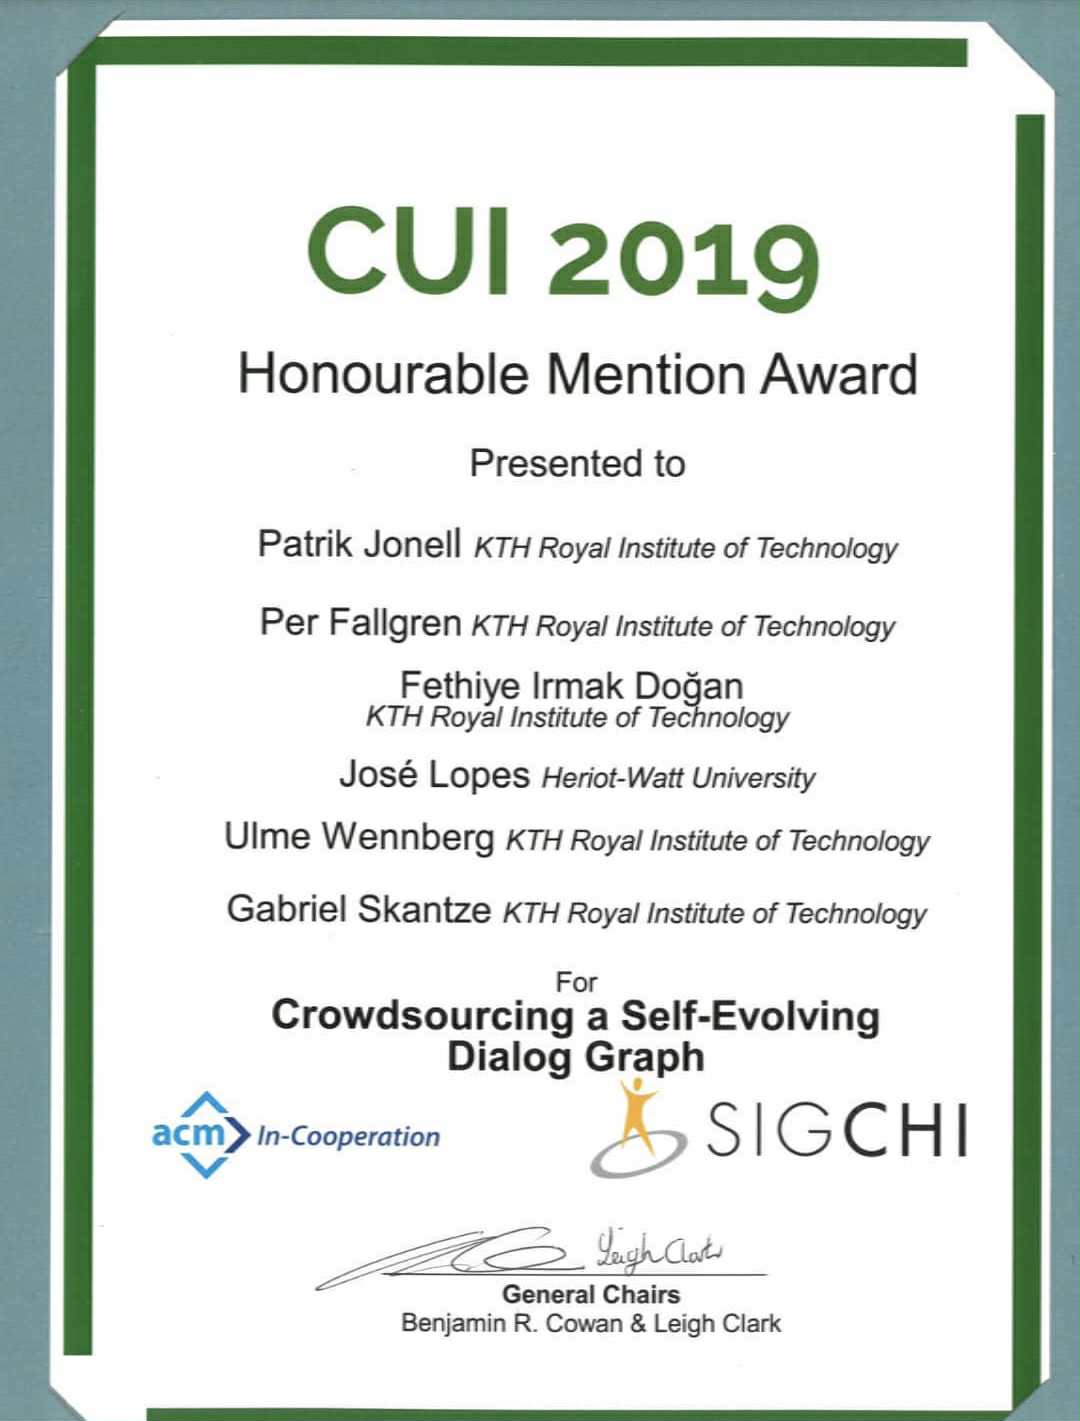 CUI 2019
Honourable Mention Award
Presented to
Patrik Jonell KTH Royal Institute of Technology
Per Fallgren KTH Royal Institute of Technology
Fethiye Irmak Doğan
KTH Royal Institute of Technology
José Lopes Heriot-Watt University
Ulme Wennberg KTH Royal Institute of Technology
Gabriel Skantze KTH Royal Institute of Technology
For
Crowdsourcing a Self-Evolving
Dialog Graph
acm In-Cooperation
SIGCHI
Leigh Clark
General Chairs
Benjamin R. Cowan & Leigh Clark